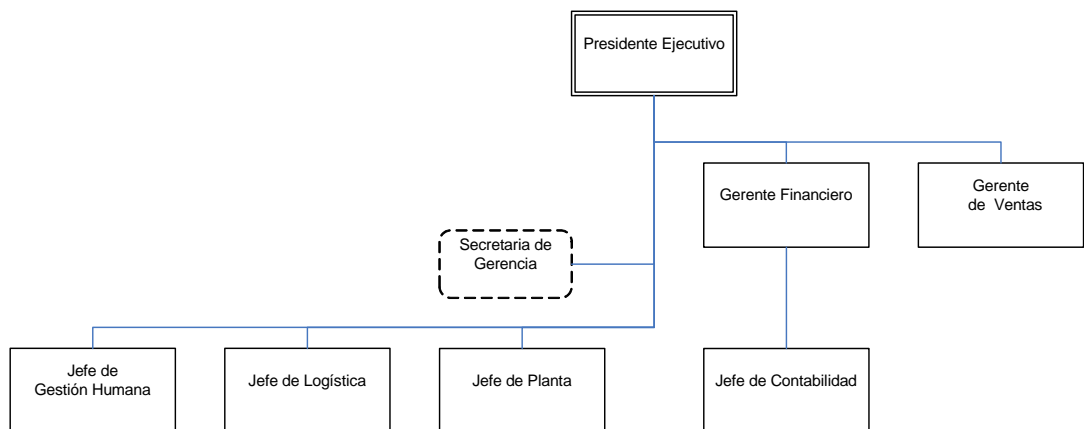 Presidente Ejecutivo
Gerente Financiero
Gerente
de Ventas
Secretaria de
Gerencia
Jefe de
Gestión Humana
Jefe de Logística
Jefe de Planta
Jefe de Contabilidad